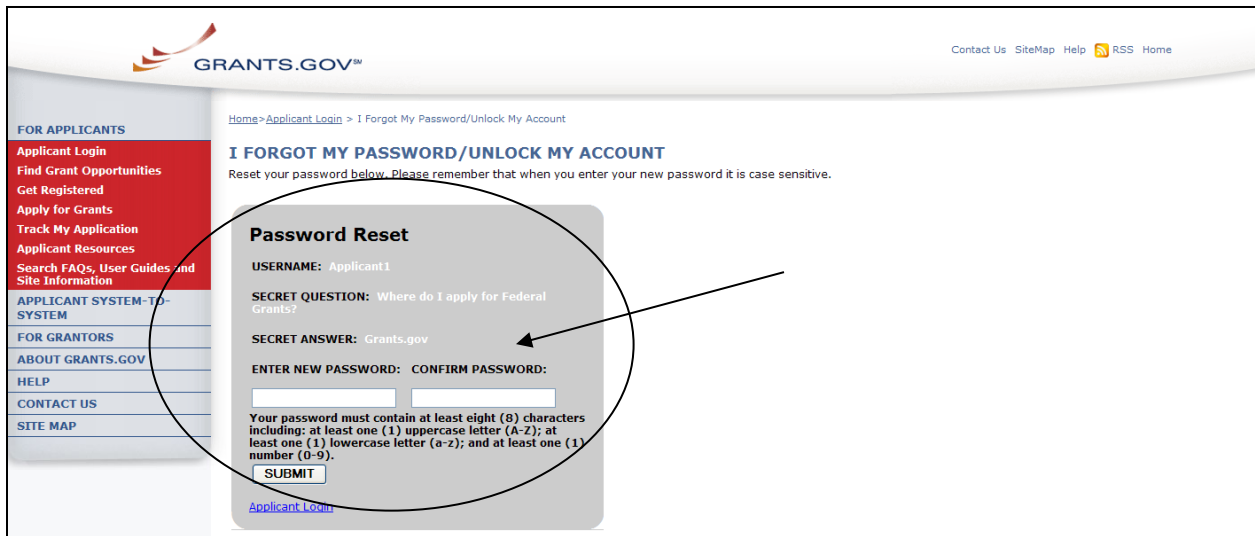 GRANTS.GOV℠
Contact Us SiteMap Help RSS Home
FOR APPLICANTS
Applicant Login
Find Grant Opportunities
Get Registered
Apply for Grants
Track My Application
Applicant Resources
Search FAQs, User Guides and
Site Information
APPLICANT SYSTEM-TO-
SYSTEM
FOR GRANTORS
ABOUT GRANTS.GOV
HELP
CONTACT US
SITE MAP
Home>Applicant Login > I Forgot My Password/Unlock My Account
I FORGOT MY PASSWORD/UNLOCK MY ACCOUNT
Reset your password below. Please remember that when you enter your new password it is case sensitive.
Password Reset
USERNAME: Applicant1
SECRET QUESTION: Where do I apply for Federal
Grants?
SECRET ANSWER: Grants.gov
ENTER NEW PASSWORD: CONFIRM PASSWORD:
Your password must contain at least eight (8) characters
including: at least one (1) uppercase letter (A-Z); at
least one (1) lowercase letter (a-z); and at least one (1)
number (0-9).
SUBMIT
Applicant Login